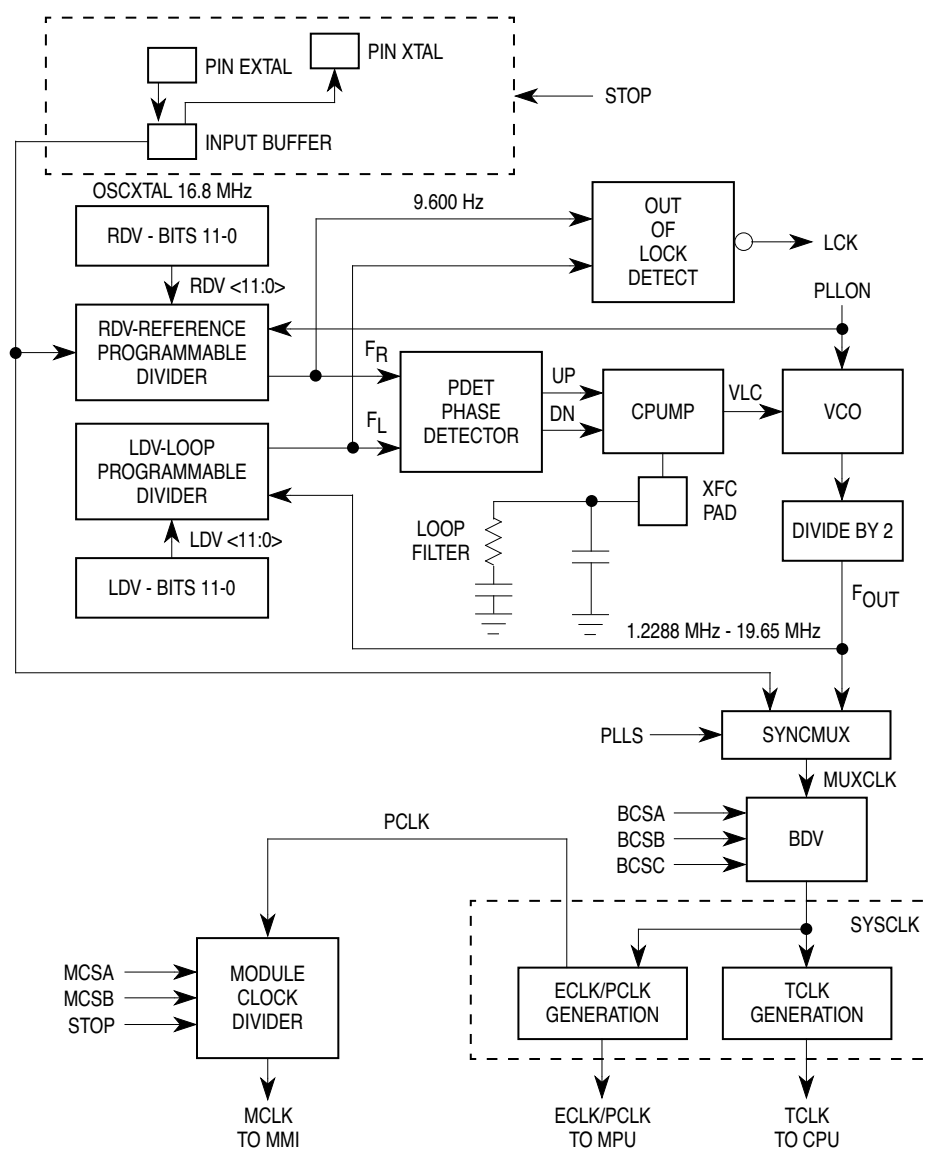 PIN EXTAL
PIN XTAL
STOP
INPUT BUFFER
OSCXTAL 16.8 MHz
RDV - BITS 11-0
RDV <11:0>
9.600 Hz
OUT
OF
LOCK
DETECT
LCK
PLLON
RDV-REFERENCE
PROGRAMMABLE
DIVIDER
FR
FL
PDET
PHASE
DETECTOR
UP
DN
CPUMP
VLC
VCO
LDV-LOOP
PROGRAMMABLE
DIVIDER
LDV <11:0>
LDV - BITS 11-0
LOOP
FILTER
XFC
PAD
DIVIDE BY 2
FOUT
1.2288 MHz - 19.65 MHz
PLLS
SYNCMUX
MUXCLK
BCSA
BCSB
BCSC
BDV
PCLK
SYSCLK
MCSA
MCSB
STOP
MODULE
CLOCK
DIVIDER
ECLK/PCLK
GENERATION
TCLK
GENERATION
MCLK
TO MMI
ECLK/PCLK
TO MPU
TCLK
TO CPU